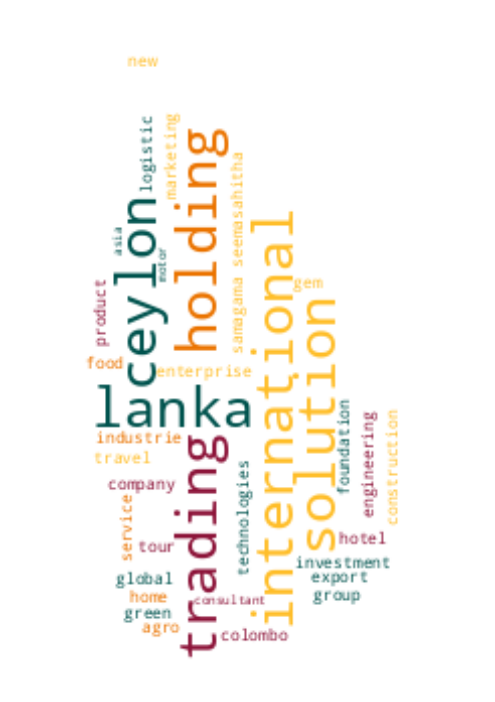 new
logistic
marketing
holding
ceylon
asia
motor
samagama seemasahitha
international
gem
product
solution
food
enterprise
lanka
industrie
travel
trading
company
technologies
foundation
engineering
construction
service
tour
hotel
investment
global
export
home
consultant
group
green
agro
colombo